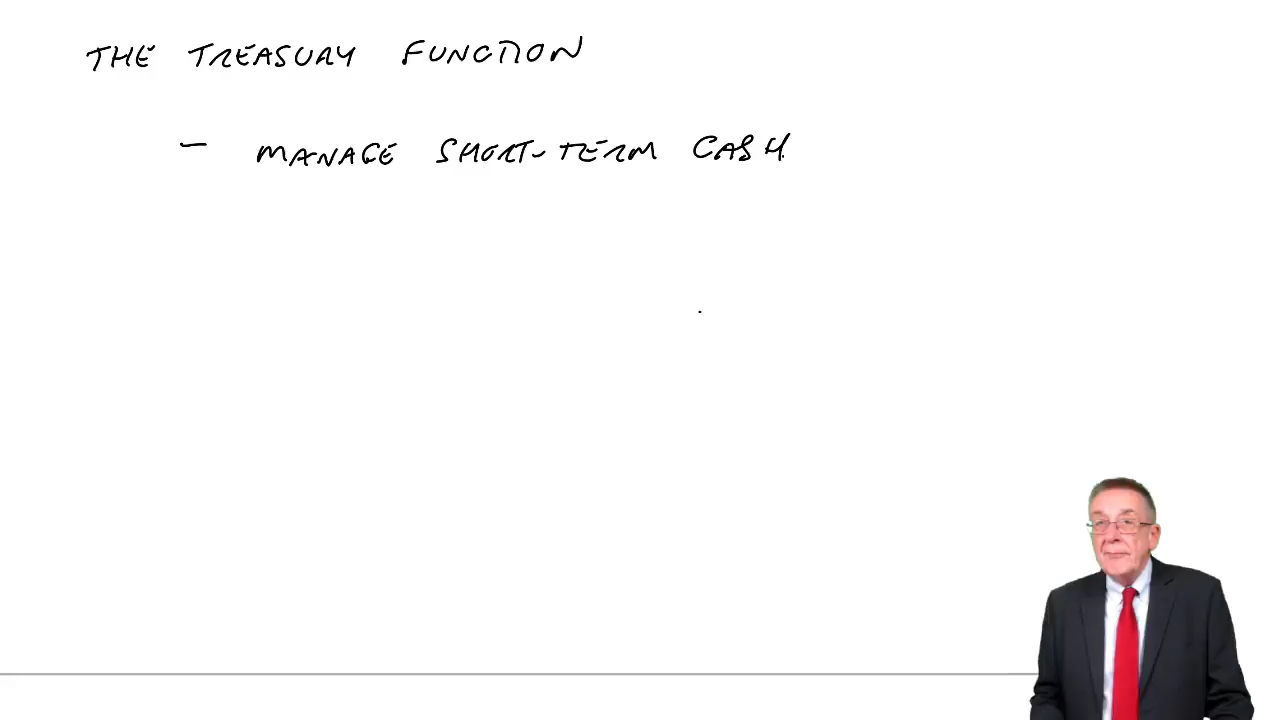 THE TREASURY FUNCTION
- MANAGE SHORT-TERM CASH